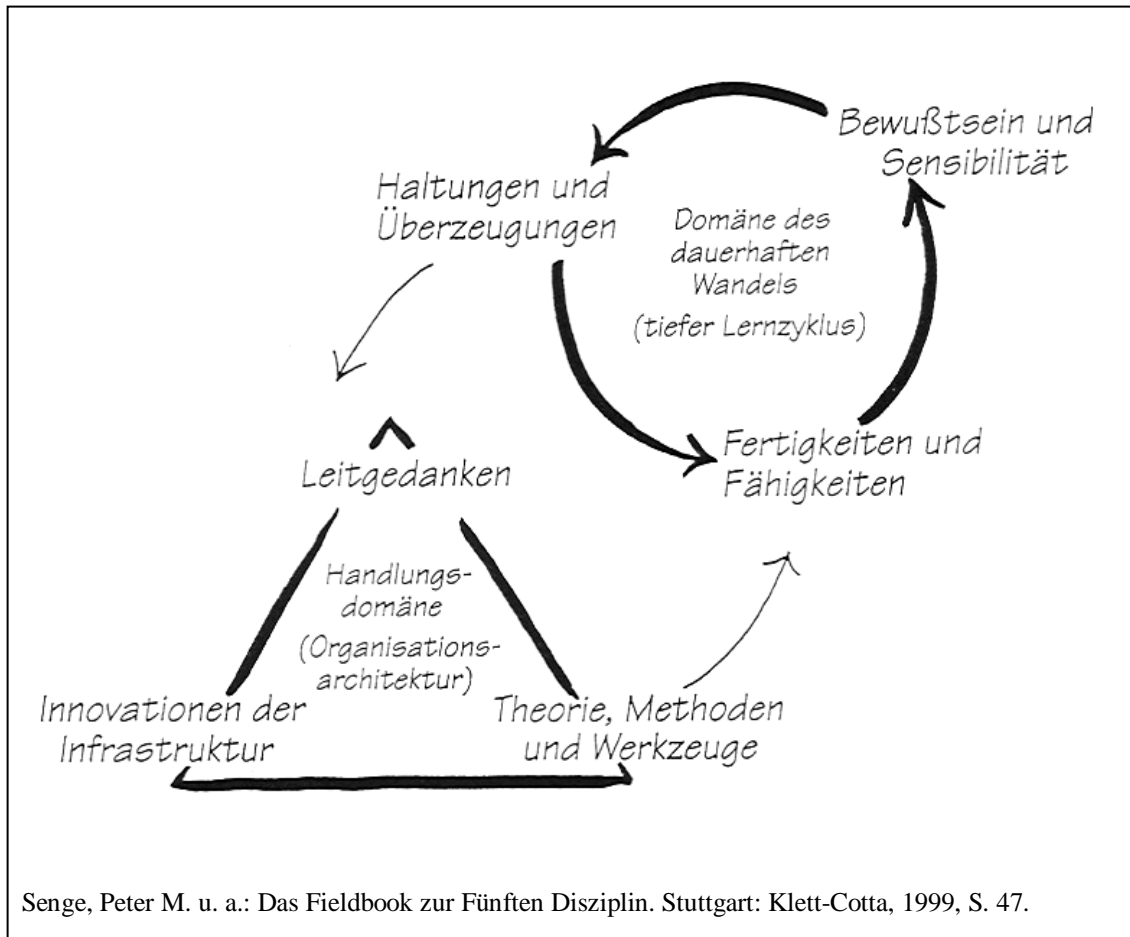 Bewußtsein und
Sensibilität
Haltungen und
Überzeugungen
Domäne des
dauerhaften
Wandels
(tiefer Lernzyklus)
Fertigkeiten und
Fähigkeiten
Leitgedanken
Handlungs-
domäne
(Organisations-
architektur)
Innovationen der
Infrastruktur
Theorie, Methoden
und Werkzeuge
Senge, Peter M. u. a.: Das Fieldbook zur Fünften Disziplin. Stuttgart: Klett-Cotta, 1999, S. 47.